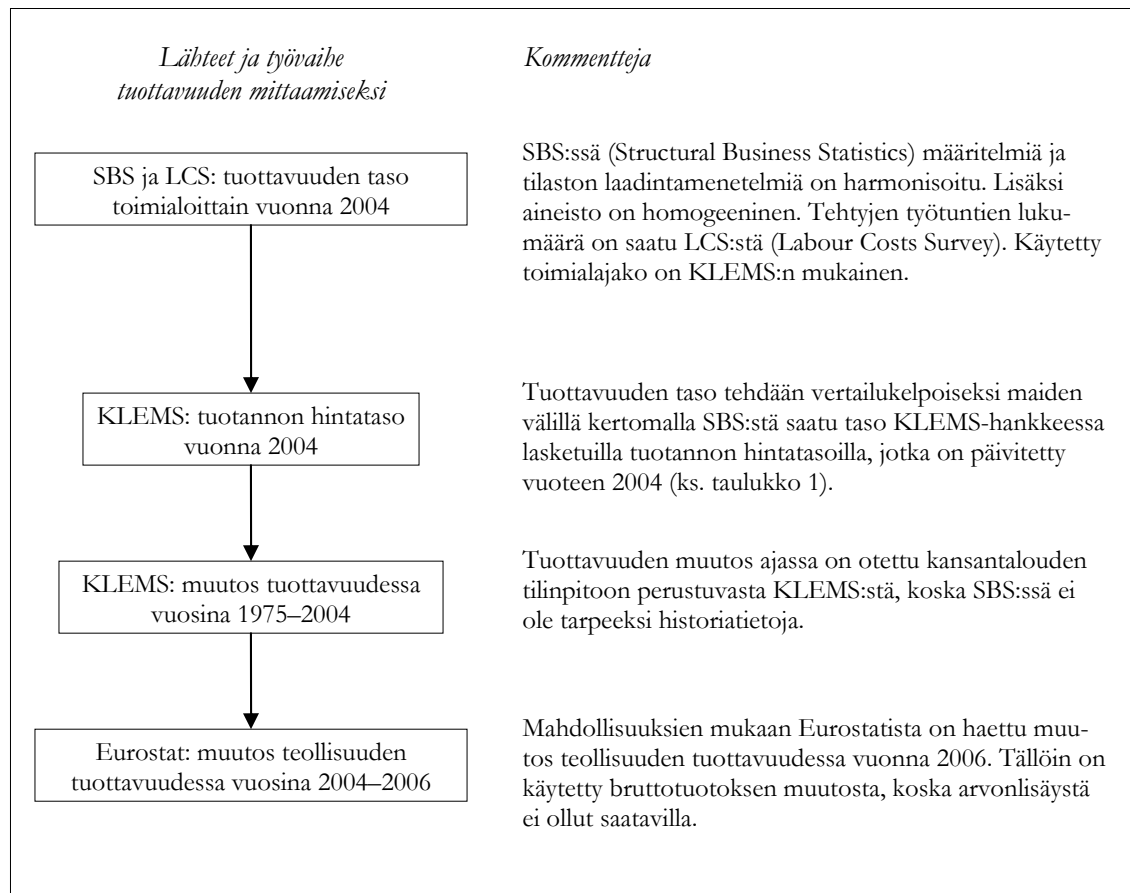 Lähteet ja työvaihe
tuottavuuden mittaamiseksi
Kommentteja
SBS ja LCS: tuottavuuden taso
toimialoittain vuonna 2004
SBS:ssä (Structural Business Statistics) määritelmiä ja
tilaston laadintamenetelmiä on harmonisoitu. Lisäksi
aineisto on homogeeninen. Tehtyjen työtuntien luku-
määrä on saatu LCS:stä (Labour Costs Survey). Käytetty
toimialajako on KLEMS:n mukainen.
KLEMS: tuotannon hintataso
vuonna 2004
Tuottavuuden taso tehdään vertailukelpoiseksi maiden
välillä kertomalla SBS:stä saatu taso KLEMS-hankkeessa
lasketuilla tuotannon hintatasoilla, jotka on päivitetty
vuoteen 2004 (ks. taulukko 1).
KLEMS: muutos tuottavuudessa
vuosina 1975–2004
Tuottavuuden muutos ajassa on otettu kansantalouden
tilinpitoon perustuvasta KLEMS:stä, koska SBS:ssä ei
ole tarpeeksi historiatietoja.
Eurostat: muutos teollisuuden
tuottavuudessa vuosina 2004–2006
Mahdollisuuksien mukaan Eurostatista on haettu muu-
tos teollisuuden tuottavuudessa vuonna 2006. Tällöin on
käytetty bruttotuotoksen muutosta, koska arvonlisäystä
ei ollut saatavilla.